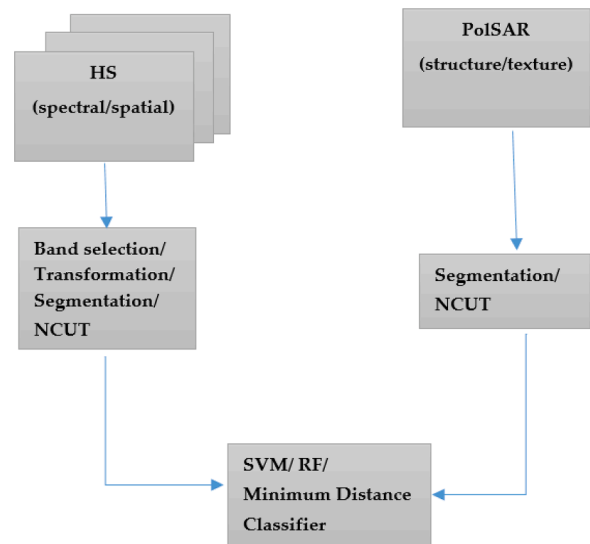 HS
(spectral/spatial)
PolSAR
(structure/texture)
Band selection/
Transformation/
Segmentation/
NCUT
Segmentation/
NCUT
SVM/ RF/
Minimum Distance
Classifier